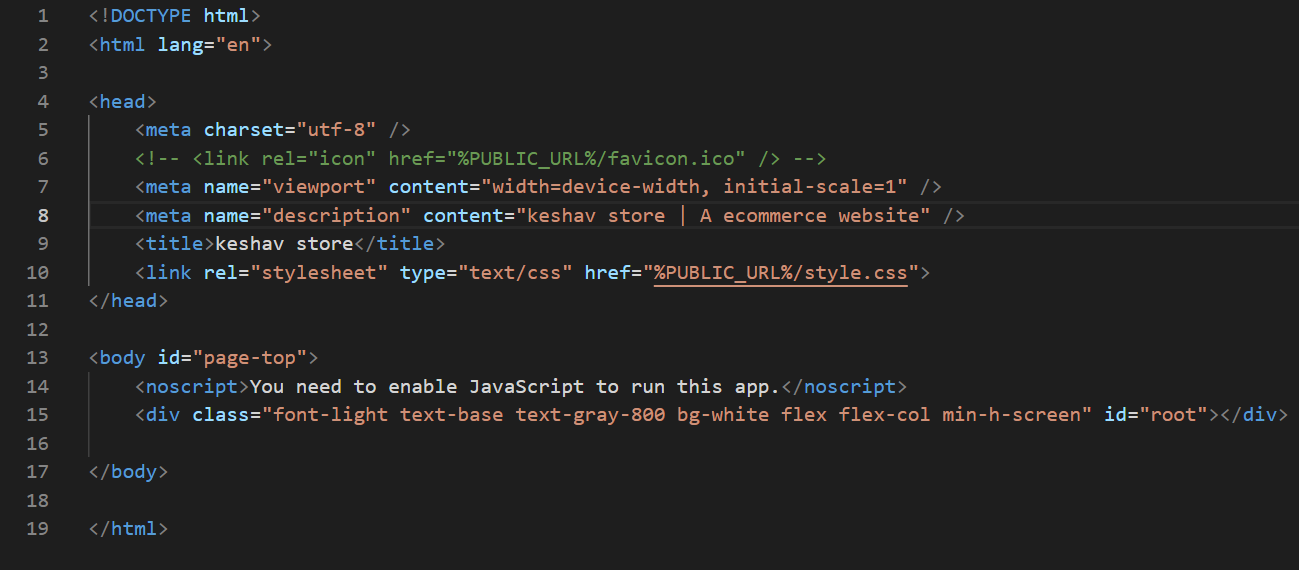 1 <!DOCTYPE html>
2 <html lang="en">
3
4 <head>
5     <meta charset="utf-8" />
6     <!-- <link rel="icon" href="%PUBLIC_URL%/favicon.ico" /> -->
7     <meta name="viewport" content="width=device-width, initial-scale=1" />
8     <meta name="description" content="keshav store | A ecommerce website" />
9     <title>keshav store</title>
10     <link rel="stylesheet" type="text/css" href="%PUBLIC_URL%/style.css">
11 </head>
12
13 <body id="page-top">
14     <noscript>You need to enable JavaScript to run this app.</noscript>
15     <div class="font-light text-base text-gray-800 bg-white flex flex-col min-h-screen" id="root"></div>
16
17 </body>
18
19 </html>